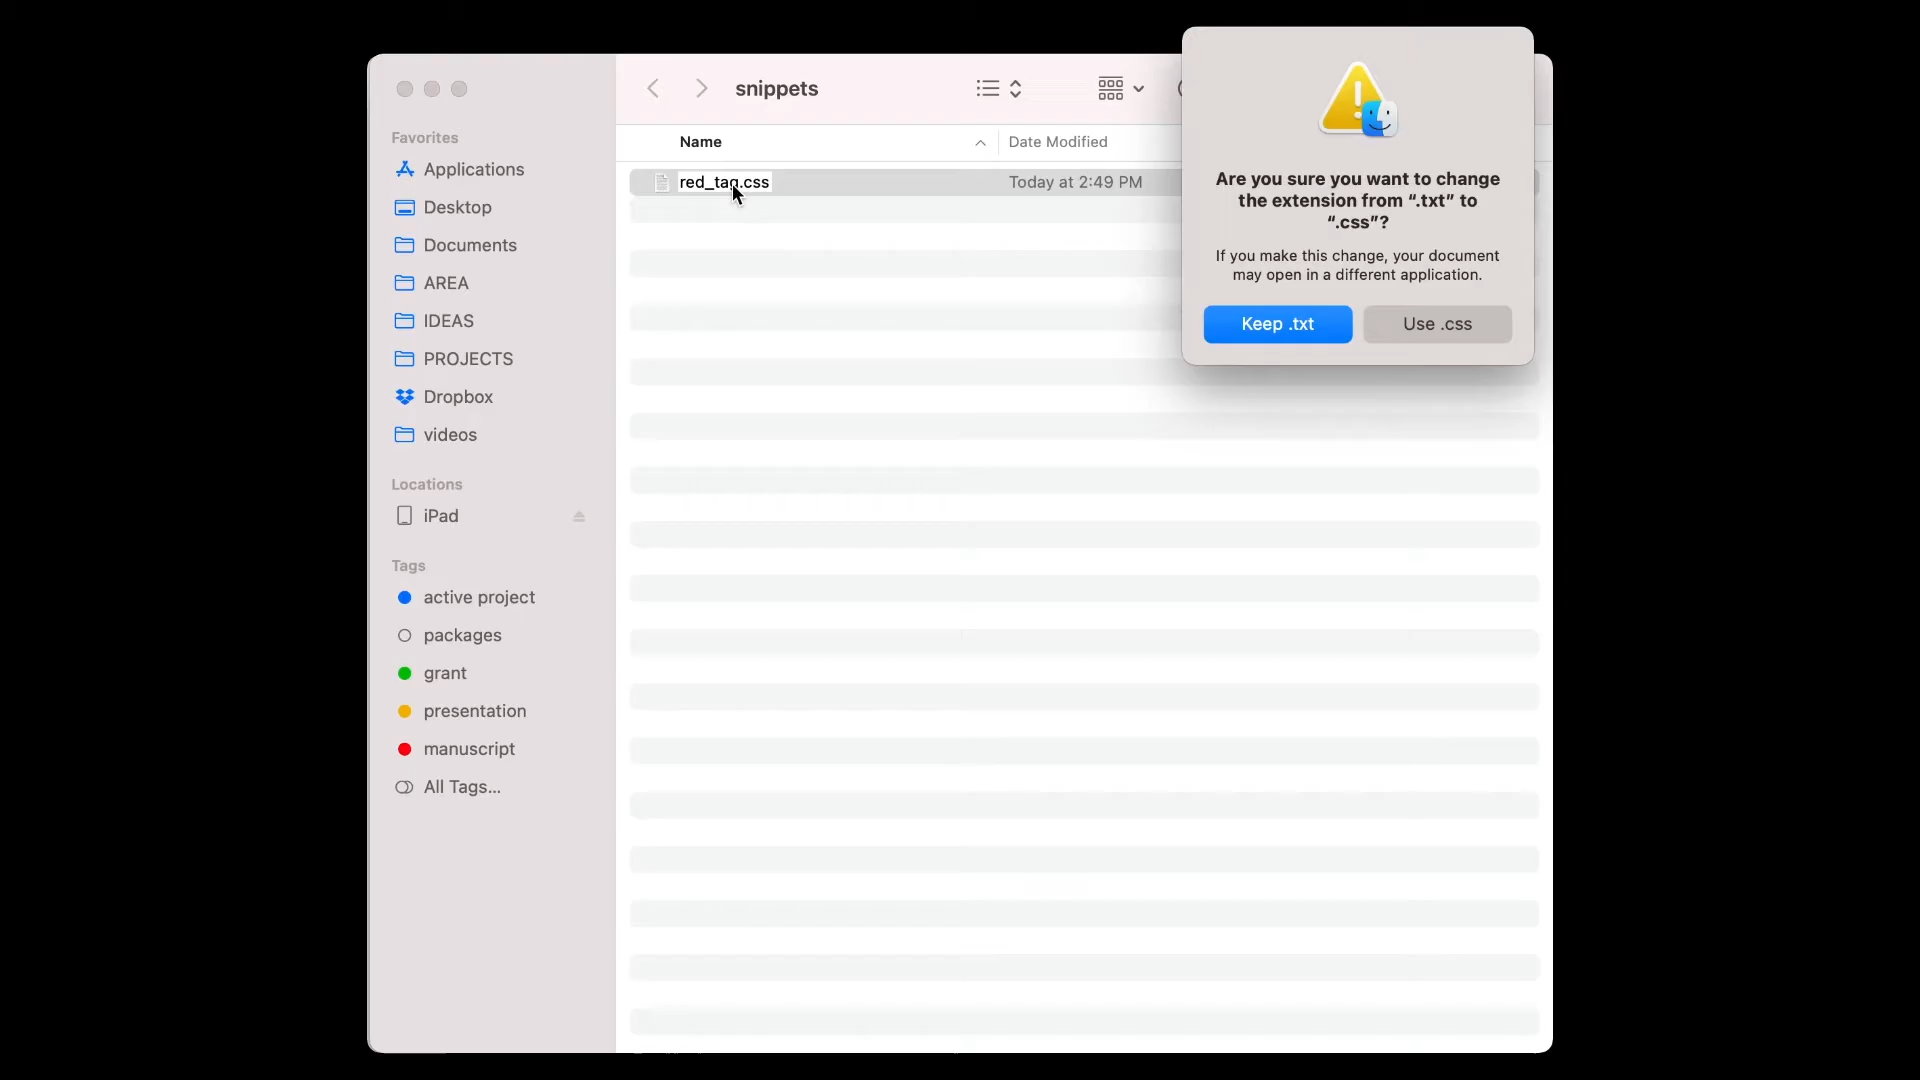 snippets
Favorites
Applications
Desktop
Documents
AREA
IDEAS
PROJECTS
Dropbox
videos
Locations
iPad
Tags
active project
packages
grant
presentation
manuscript
All Tags...
Name
Date Modified
red_tag.css
Today at 2:49 PM
Are you sure you want to change
the extension from “.txt” to
“.css”?
If you make this change, your document
may open in a different application.
Keep .txt
Use .css